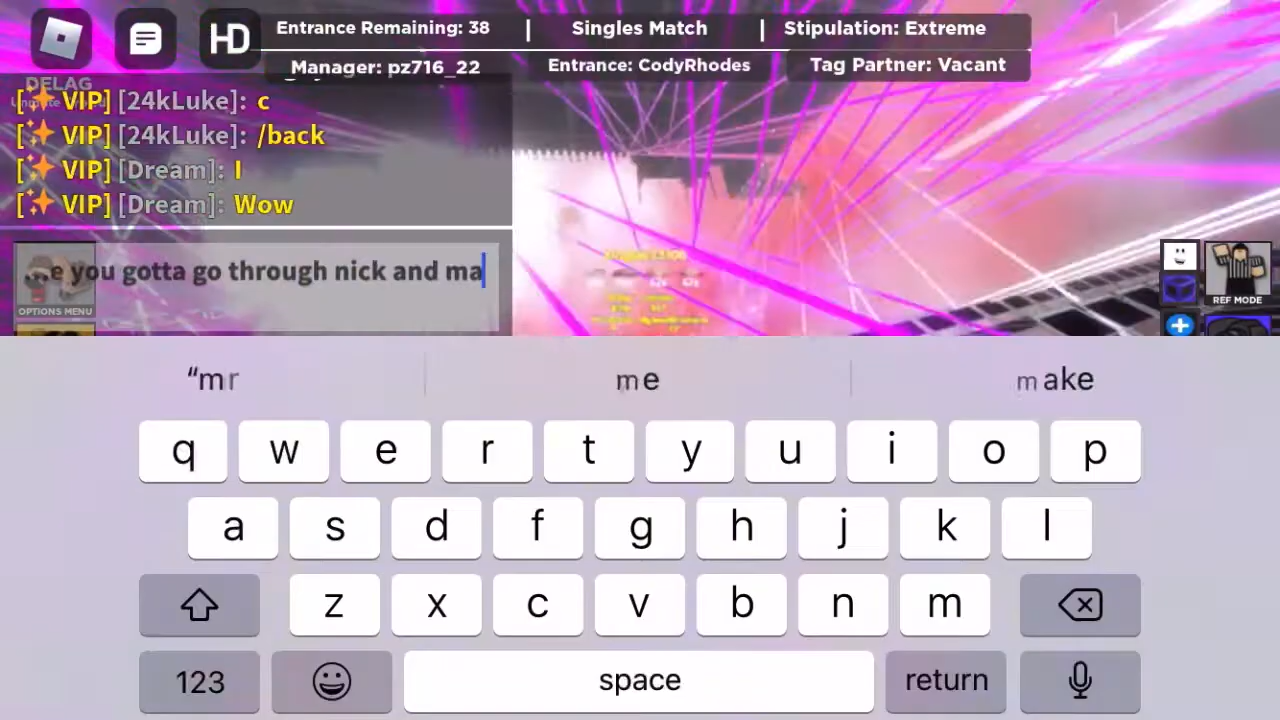 HD
Entrance Remaining: 38 | Singles Match | Stipulation: Extreme
Manager: pz716_22 Entrance: CodyRhodes Tag Partner: Vacant
DELAG
[✨ VIP] [24kLuke]: c
[✨ VIP] [24kLuke]: /back
[✨ VIP] [Dream]: I
[✨ VIP] [Dream]: Wow
...e you gotta go through nick and ma
OPTIONS MENU
REF MODE
“mr me make
q w e r t y u i o p
a s d f g h j k l
z x c v b n m
123 space return